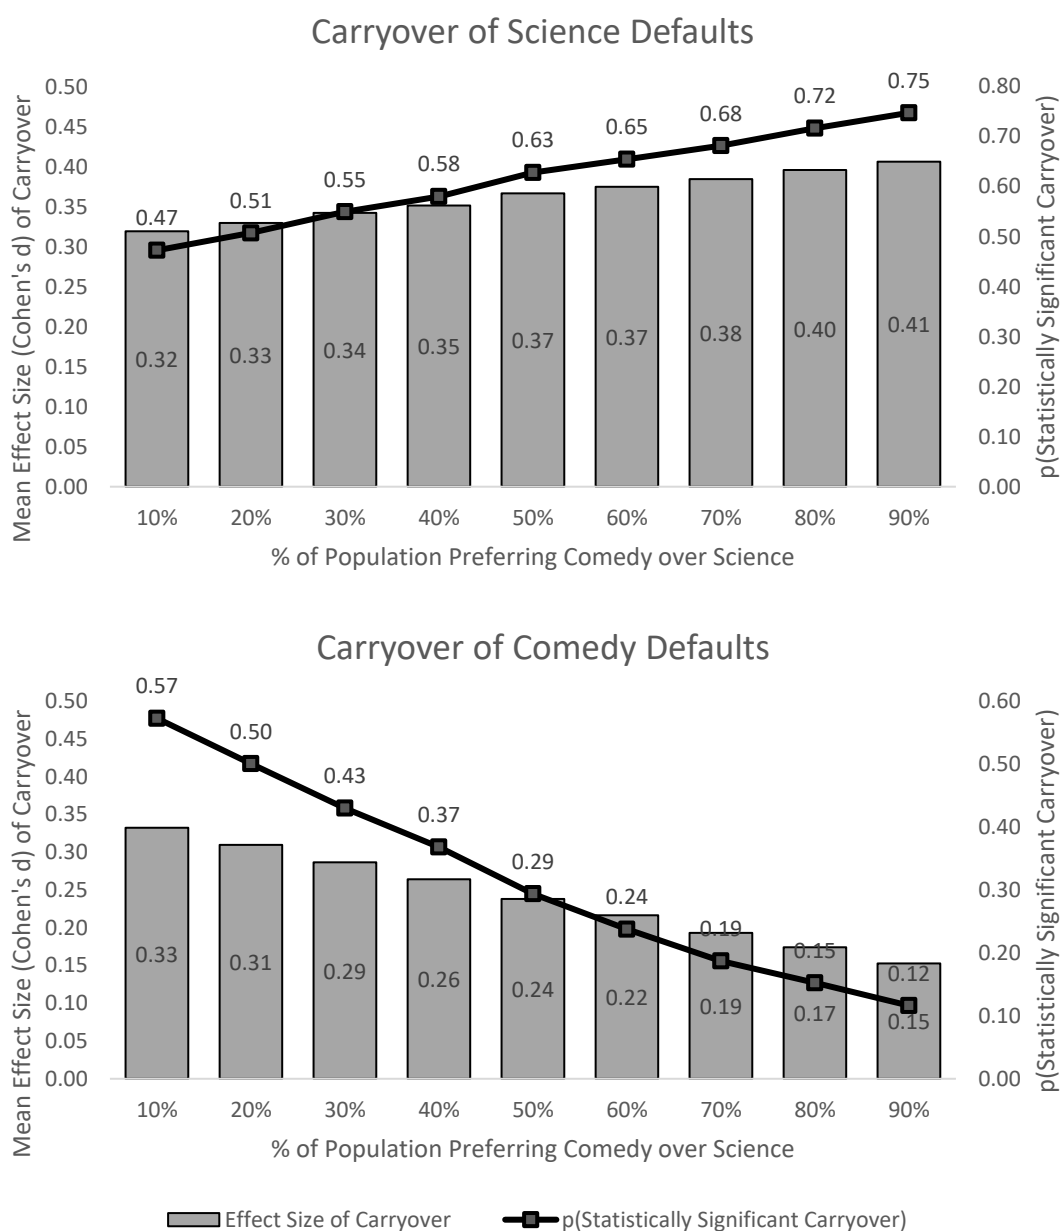 Carryover of Science Defaults
Mean Effect Size (Cohen's d) of Carryover
0.50
0.45
0.40
0.35
0.30
0.25
0.20
0.15
0.10
0.05
0.00
0.47 0.51 0.55 0.58 0.63 0.65 0.68 0.72 0.75
0.32 0.33 0.34 0.35 0.37 0.37 0.38 0.40 0.41
0.80
0.70
0.60
0.50
0.40
0.30
0.20
0.10
0.00
p(Statistically Significant Carryover)
10% 20% 30% 40% 50% 60% 70% 80% 90%
% of Population Preferring Comedy over Science
Carryover of Comedy Defaults
Mean Effect Size (Cohen's d) of Carryover
0.50
0.45
0.40
0.35
0.30
0.25
0.20
0.15
0.10
0.05
0.00
0.57 0.50 0.43 0.37 0.29 0.24 0.19 0.15 0.12
0.33 0.31 0.29 0.26 0.24 0.22 0.19 0.17 0.15
0.60
0.50
0.40
0.30
0.20
0.10
0.00
p(Statistically Significant Carryover)
10% 20% 30% 40% 50% 60% 70% 80% 90%
% of Population Preferring Comedy over Science
Effect Size of Carryover p(Statistically Significant Carryover)